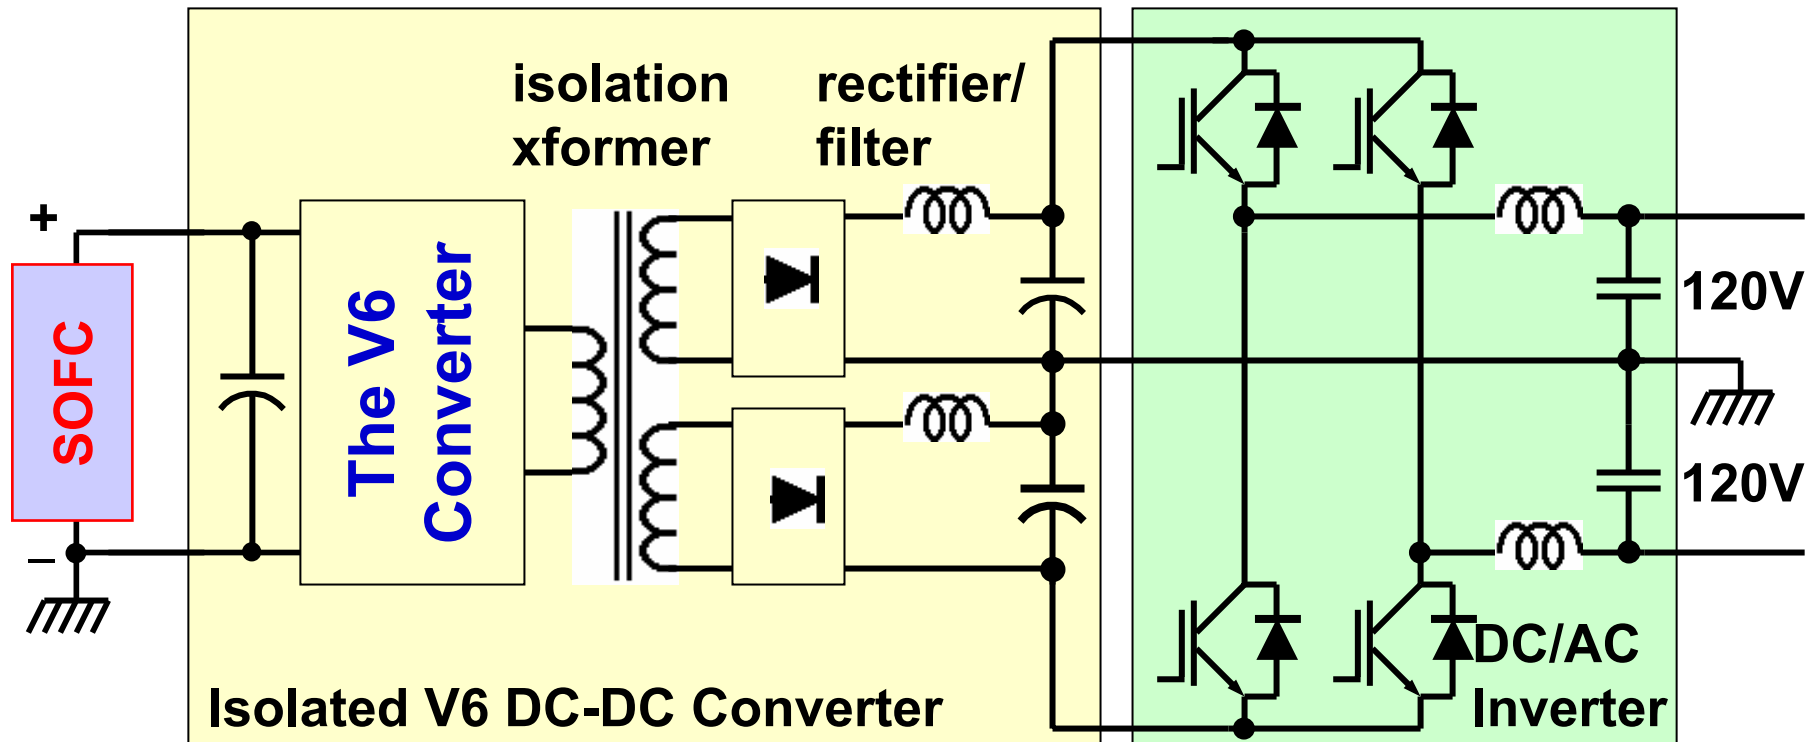 isolation
xformer
rectifier/
filter
+
SOFC
–
The V6
Converter
120V
120V
DC/AC
Inverter
Isolated V6 DC-DC Converter